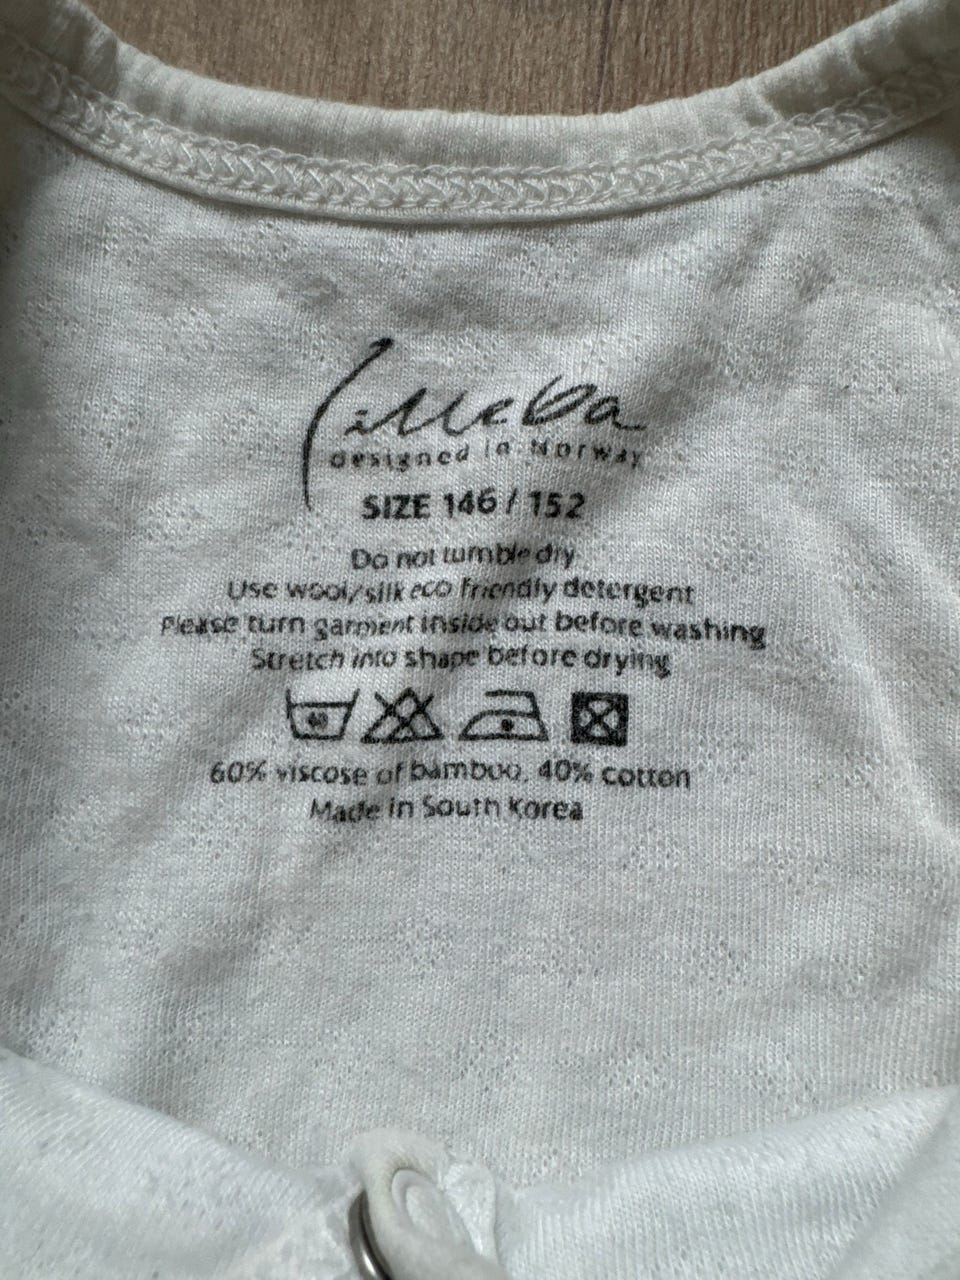 Lillelba
designed in Norway
SIZE 146 / 152
Do not tumble dry
Use wool/silk eco friendly detergent
Please turn garment inside out before washing
Stretch into shape before drying
60% viscose of bamboo, 40% cotton
Made in South Korea